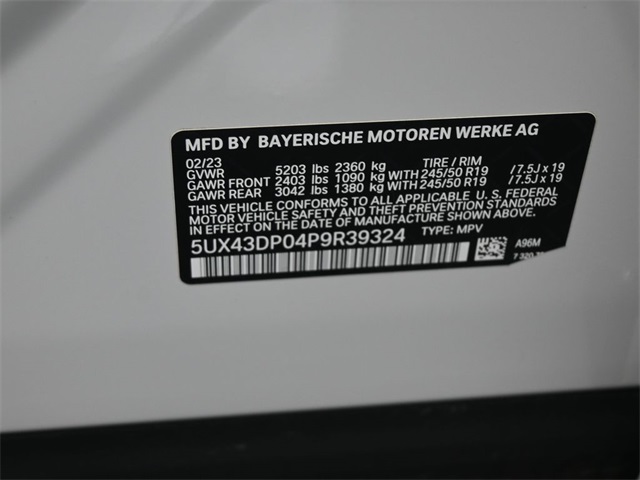 MFD BY BAYERISCHE MOTOREN WERKE AG
02/23 TIRE / RIM
GVWR 5203 lbs 2360 kg
GAWR FRONT 2403 lbs 1090 kg WITH 245/50 R19 / 7.5J x 19
GAWR REAR 3042 lbs 1380 kg WITH 245/50 R19 / 7.5J x 19
THIS VEHICLE CONFORMS TO ALL APPLICABLE U. S. FEDERAL
MOTOR VEHICLE SAFETY, BUMPER, AND THEFT PREVENTION STANDARDS
IN EFFECT ON THE DATE OF MANUFACTURE SHOWN ABOVE.
5UX43DP04P9R39324 TYPE: MPV
A96M
7 320